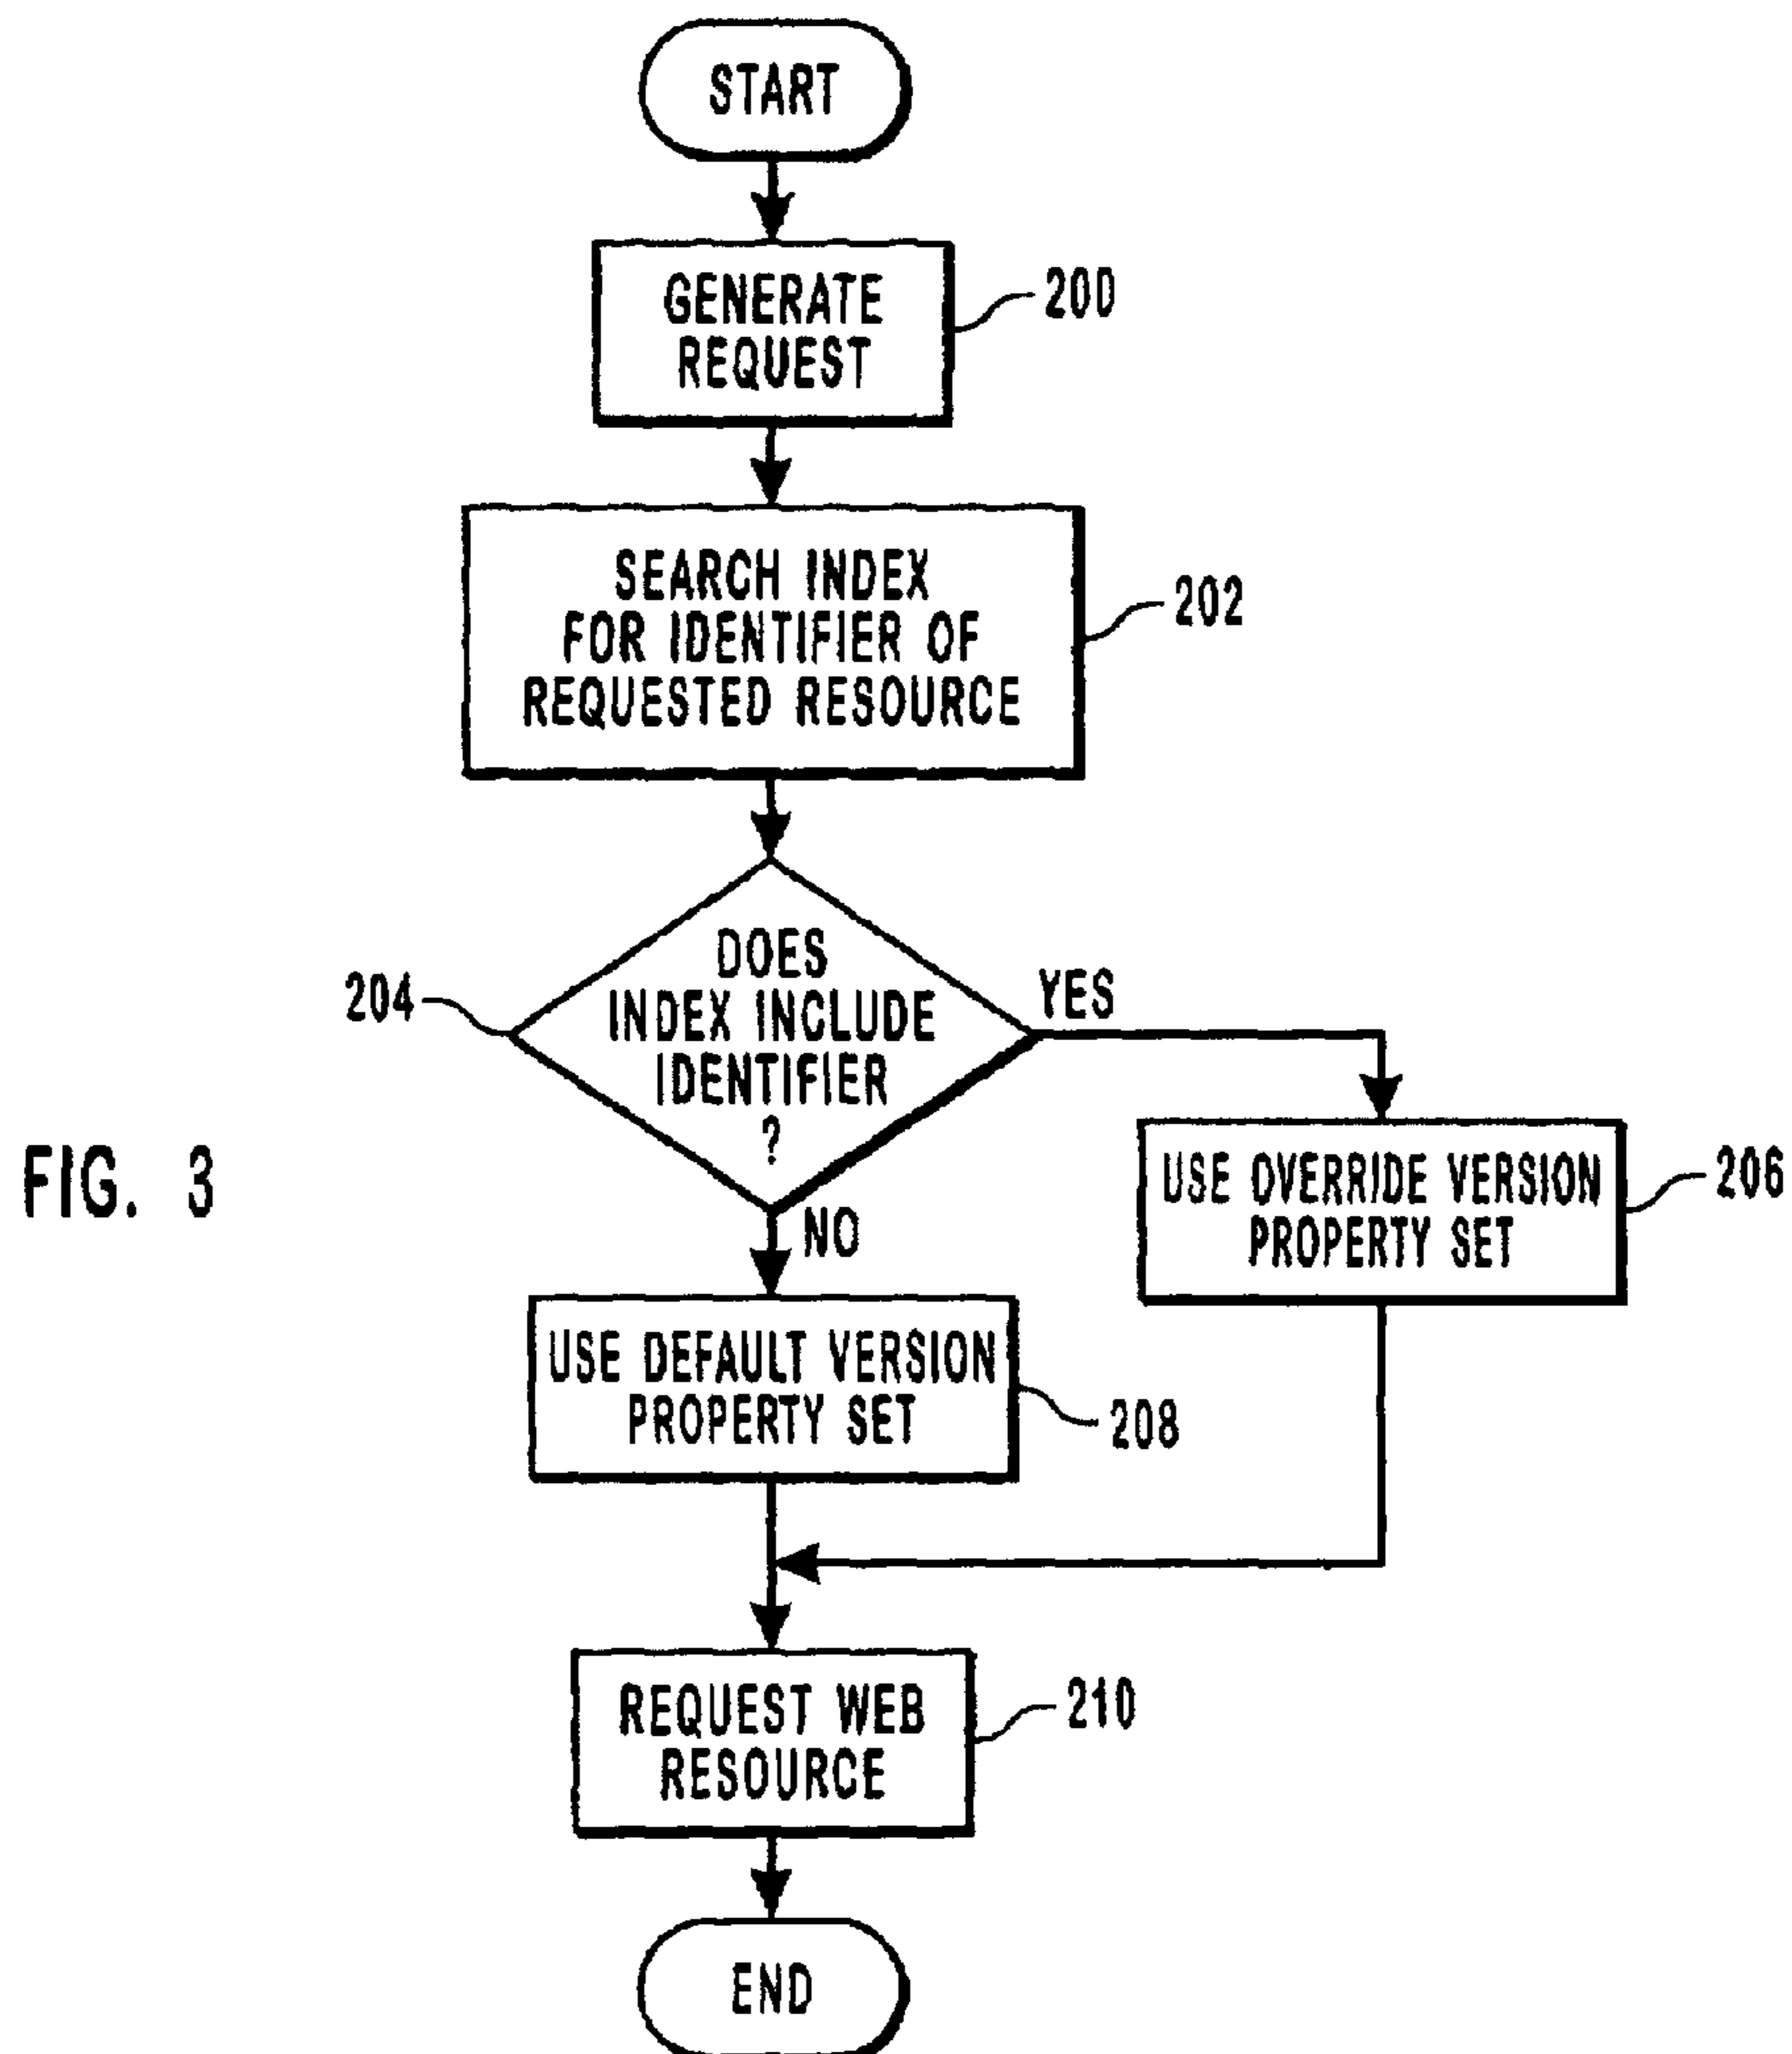 START
GENERATE
REQUEST
200
SEARCH INDEX
FOR IDENTIFIER OF
REQUESTED RESOURCE
202
DOES
INDEX INCLUDE
IDENTIFIER
?
204
YES
NO
USE OVERRIDE VERSION
PROPERTY SET
206
FIG. 3
USE DEFAULT VERSION
PROPERTY SET
208
REQUEST WEB
RESOURCE
210
END